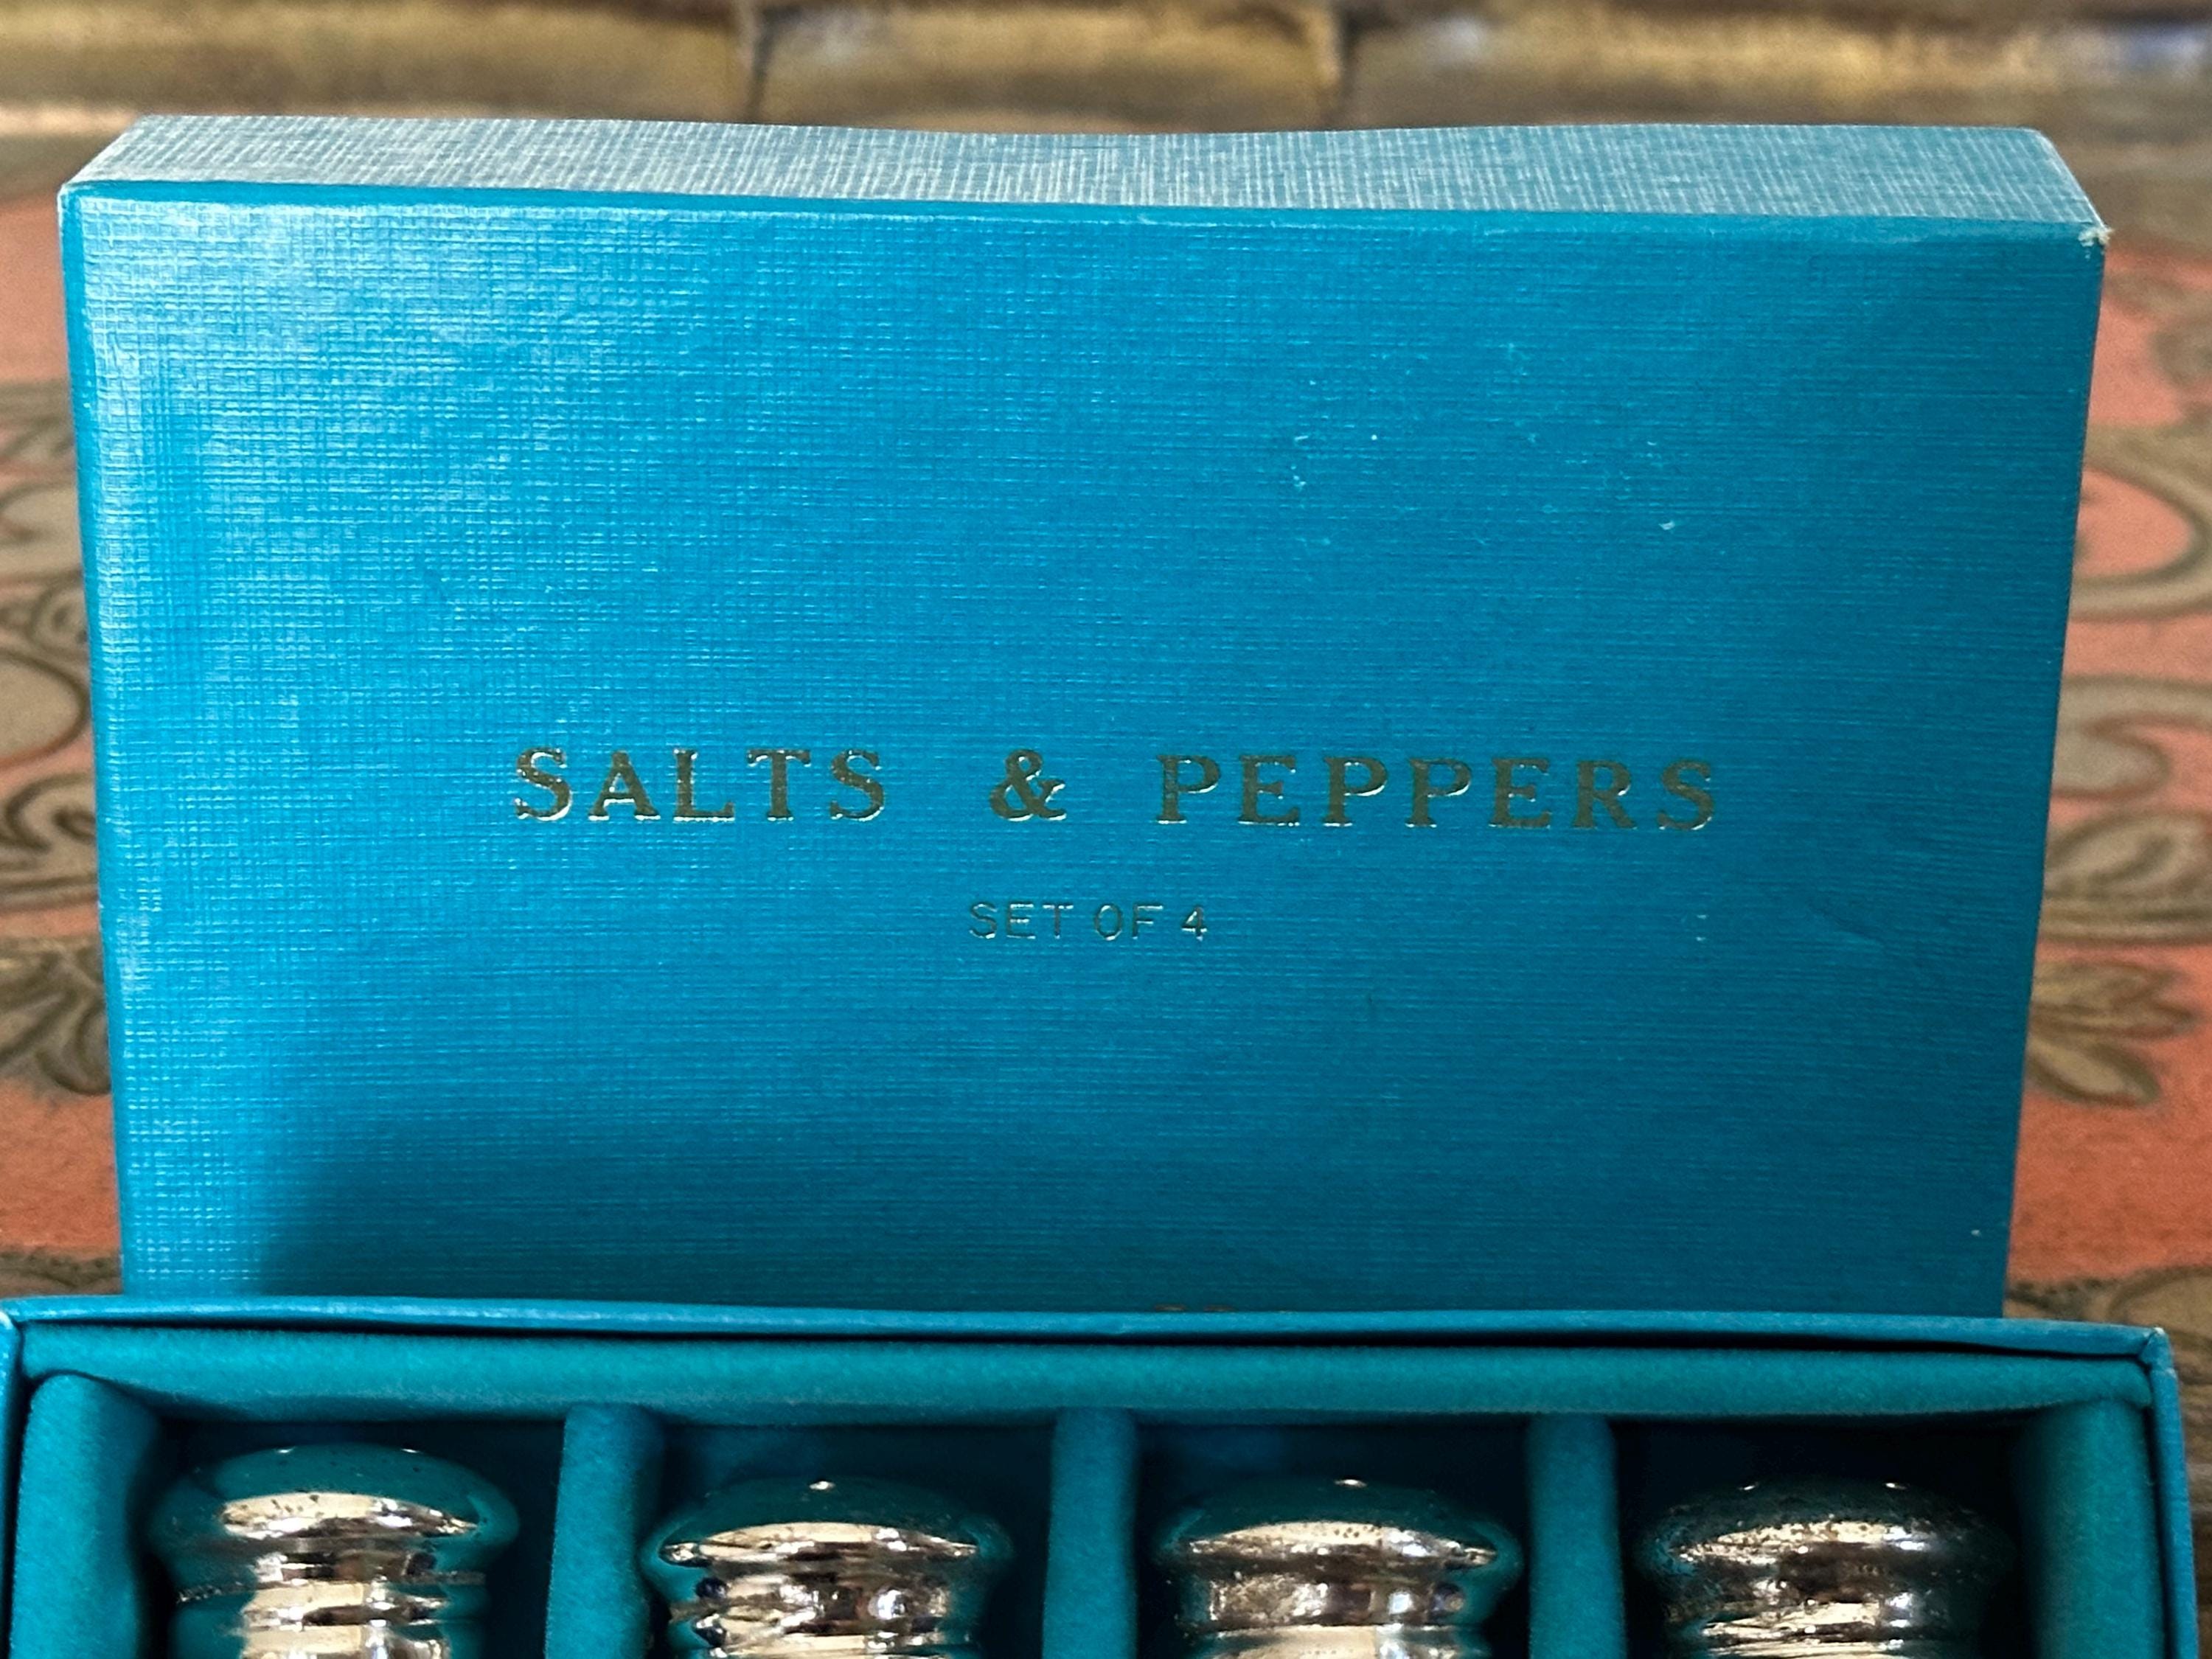 SALTS & PEPPERS
SET OF 4